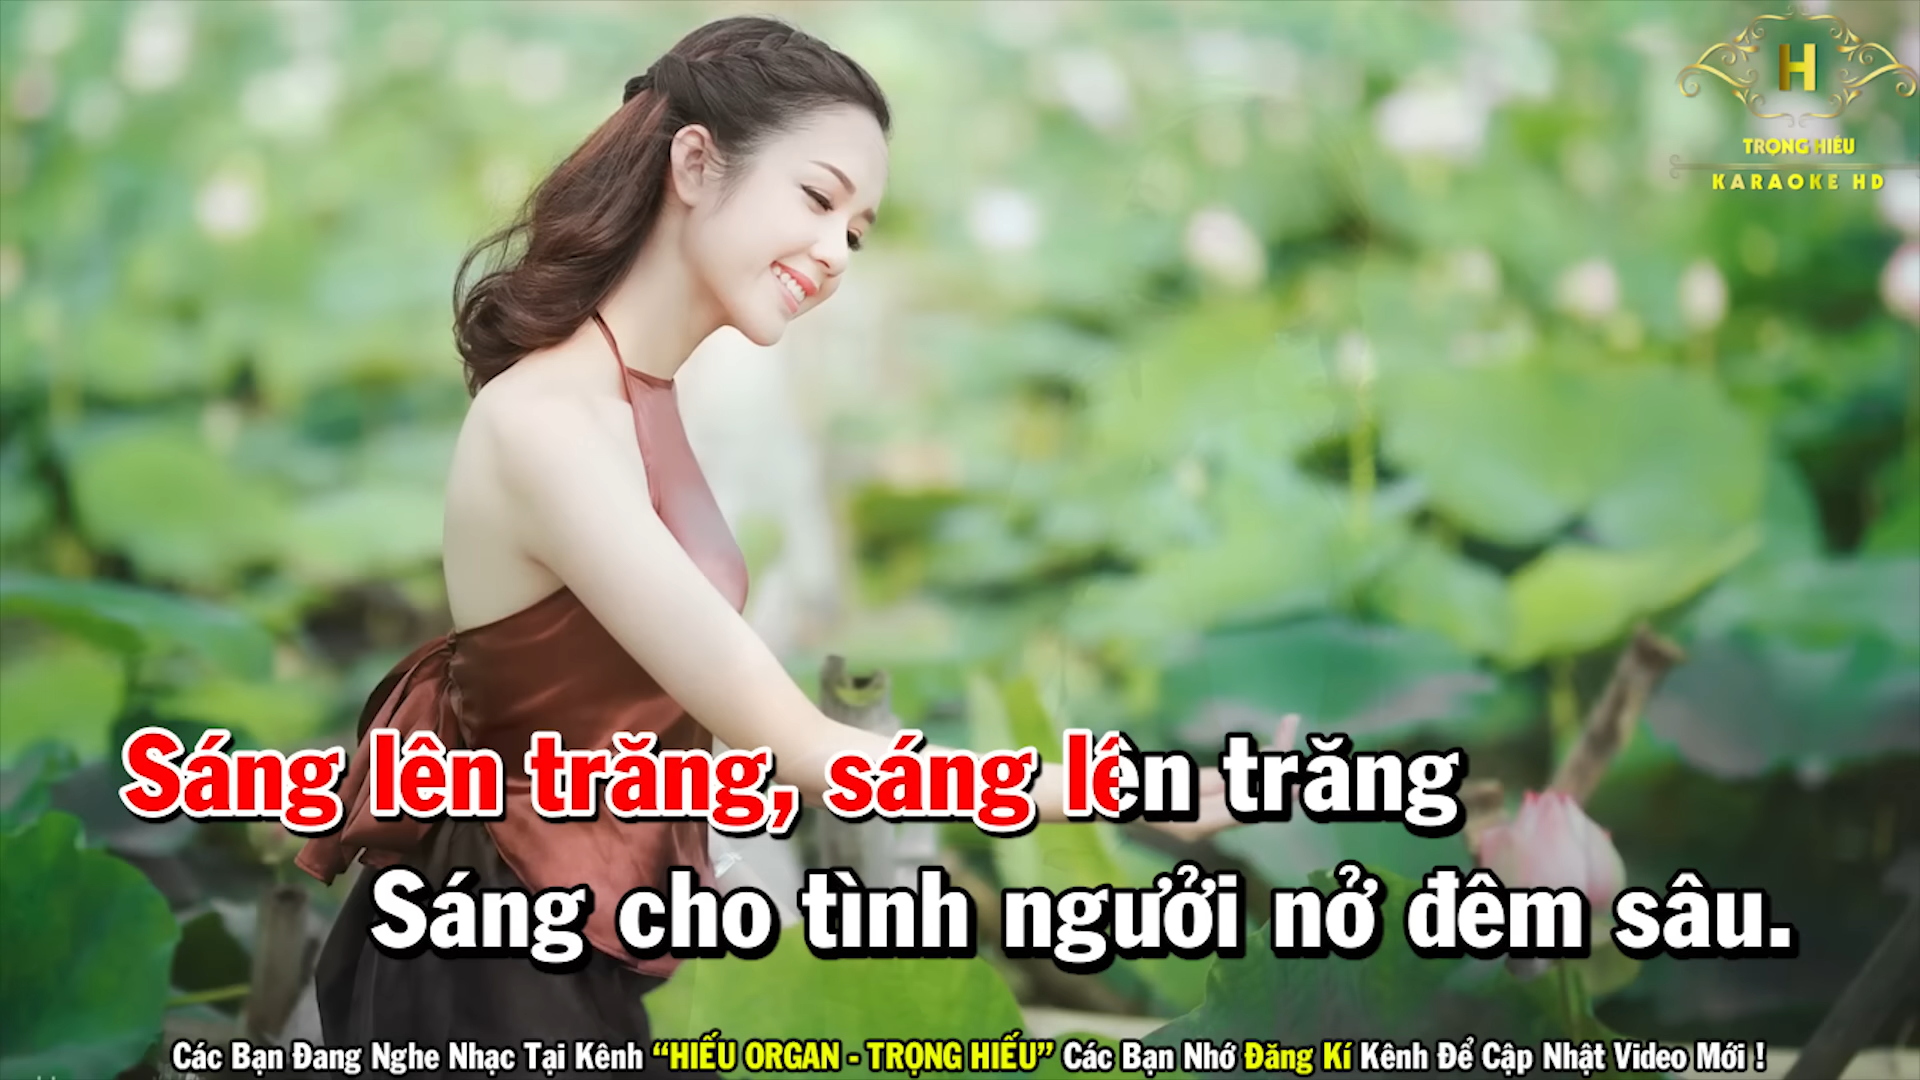 H
TRỌNG HIẾU
KARAOKE HD
Sáng lên trăng, sáng lên trăng
Sáng cho tình ngưởi nở đêm sâu.
Các Bạn Đang Nghe Nhạc Tại Kênh “HIẾU ORGAN - TRỌNG HIẾU” Các Bạn Nhớ Đăng Kí Kênh Để Cập Nhật Video Mới !